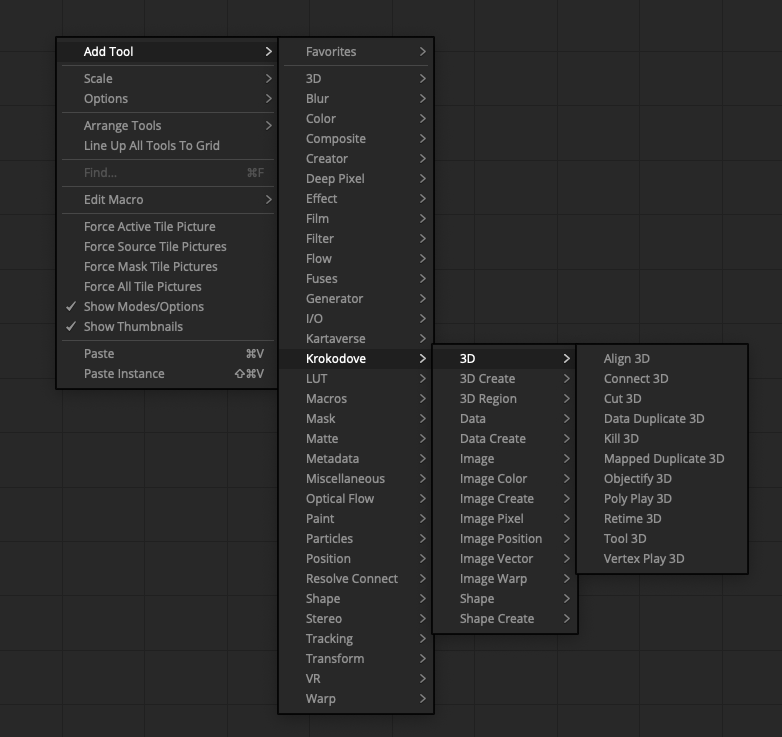 Add Tool
Scale
Options
Arrange Tools
Line Up All Tools To Grid
Find... ⌘F
Edit Macro
Force Active Tile Picture
Force Source Tile Pictures
Force Mask Tile Pictures
Force All Tile Pictures
✓ Show Modes/Options
✓ Show Thumbnails
Paste ⌘V
Paste Instance ⇧⌘V
Favorites
3D
Blur
Color
Composite
Creator
Deep Pixel
Effect
Film
Filter
Flow
Fuses
Generator
I/O
Kartaverse
Krokodove
LUT
Macros
Mask
Matte
Metadata
Miscellaneous
Optical Flow
Paint
Particles
Position
Resolve Connect
Shape
Stereo
Tracking
Transform
VR
Warp
3D
3D Create
3D Region
Data
Data Create
Image
Image Color
Image Create
Image Pixel
Image Position
Image Vector
Image Warp
Shape
Shape Create
Align 3D
Connect 3D
Cut 3D
Data Duplicate 3D
Kill 3D
Mapped Duplicate 3D
Objectify 3D
Poly Play 3D
Retime 3D
Tool 3D
Vertex Play 3D